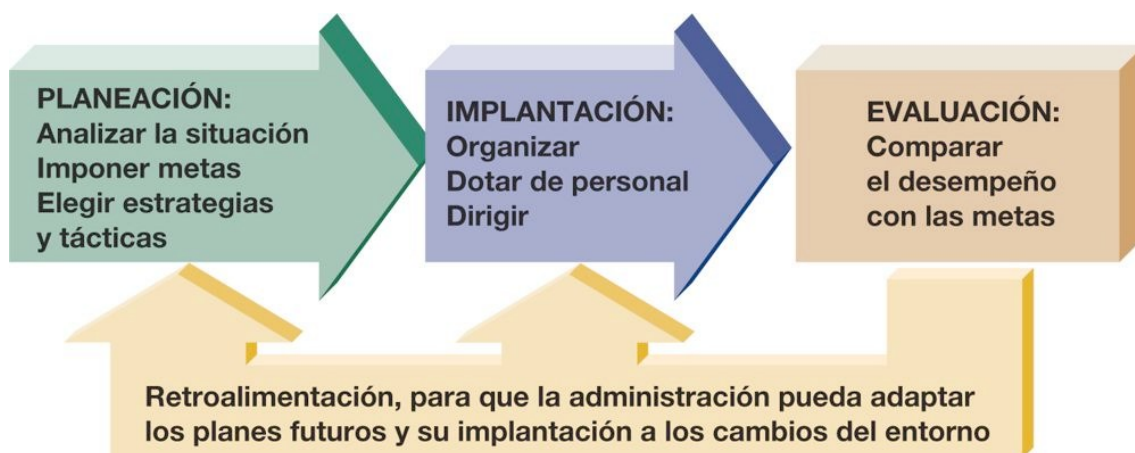 PLANEACIÓN:
Analizar la situación
Imponer metas
Elegir estrategias
y tácticas
IMPLANTACIÓN:
Organizar
Dotar de personal
Dirigir
EVALUACIÓN:
Comparar
el desempeño
con las metas
Retroalimentación, para que la administración pueda adaptar
los planes futuros y su implantación a los cambios del entorno